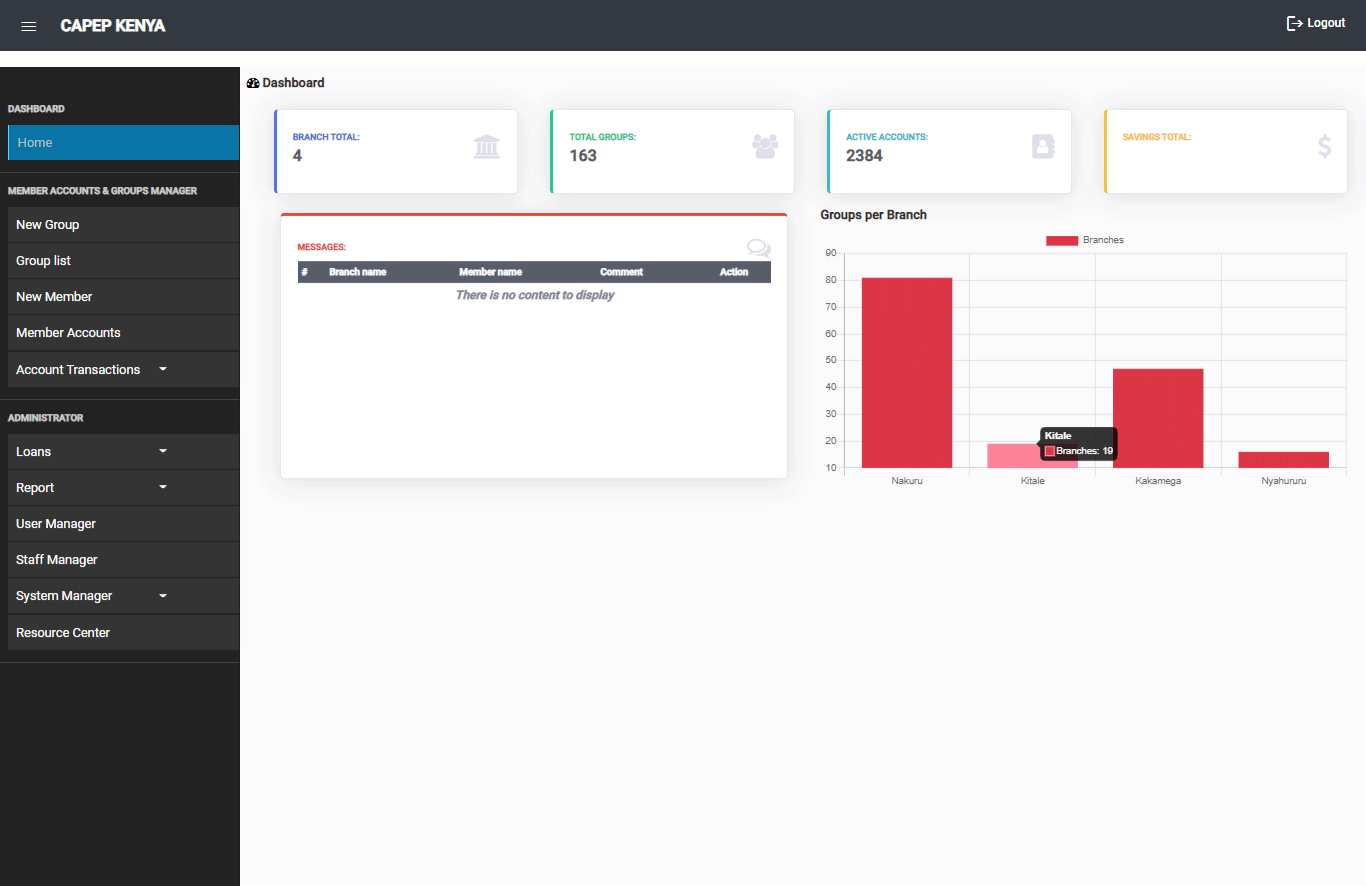 CAPEP KENYA
Logout
DASHBOARD
Home
MEMBER ACCOUNTS & GROUPS MANAGER
New Group
Group list
New Member
Member Accounts
Account Transactions
ADMINISTRATOR
Loans
Report
User Manager
Staff Manager
System Manager
Resource Center
Dashboard
BRANCH TOTAL:
4
TOTAL GROUPS:
163
ACTIVE ACCOUNTS:
2384
SAVINGS TOTAL:
$
MESSAGES:
# Branch name Member name Comment Action
There is no content to display
Groups per Branch
Branches
90
80
70
60
50
40
30
20
10
Kitale
Branches: 19
Nakuru Kitale Kakamega Nyahururu